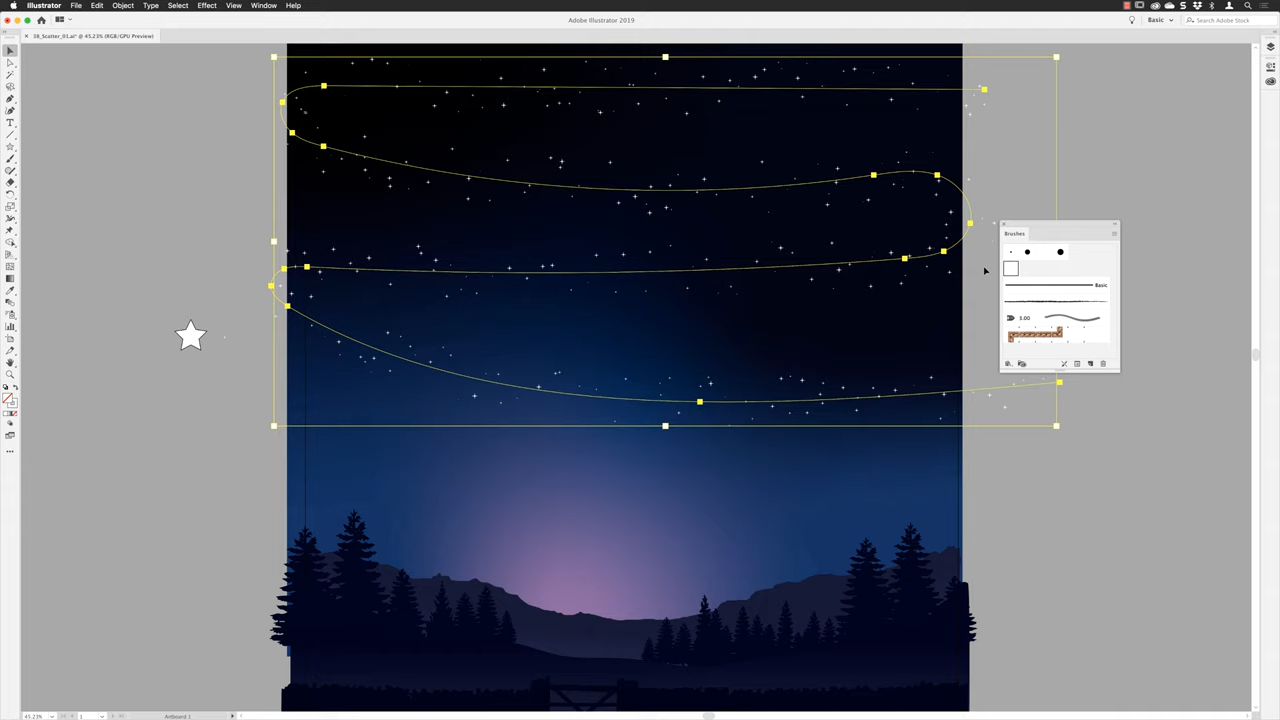 Illustrator File Edit Object Type Select Effect View Window Help
Adobe Illustrator 2019
Basic
Search Adobe Stock
38_Scatter_01.ai* @ 45.23% (RGB/GPU Preview)
Brushes
Basic
3.00
45.23%
1
Artboard 1